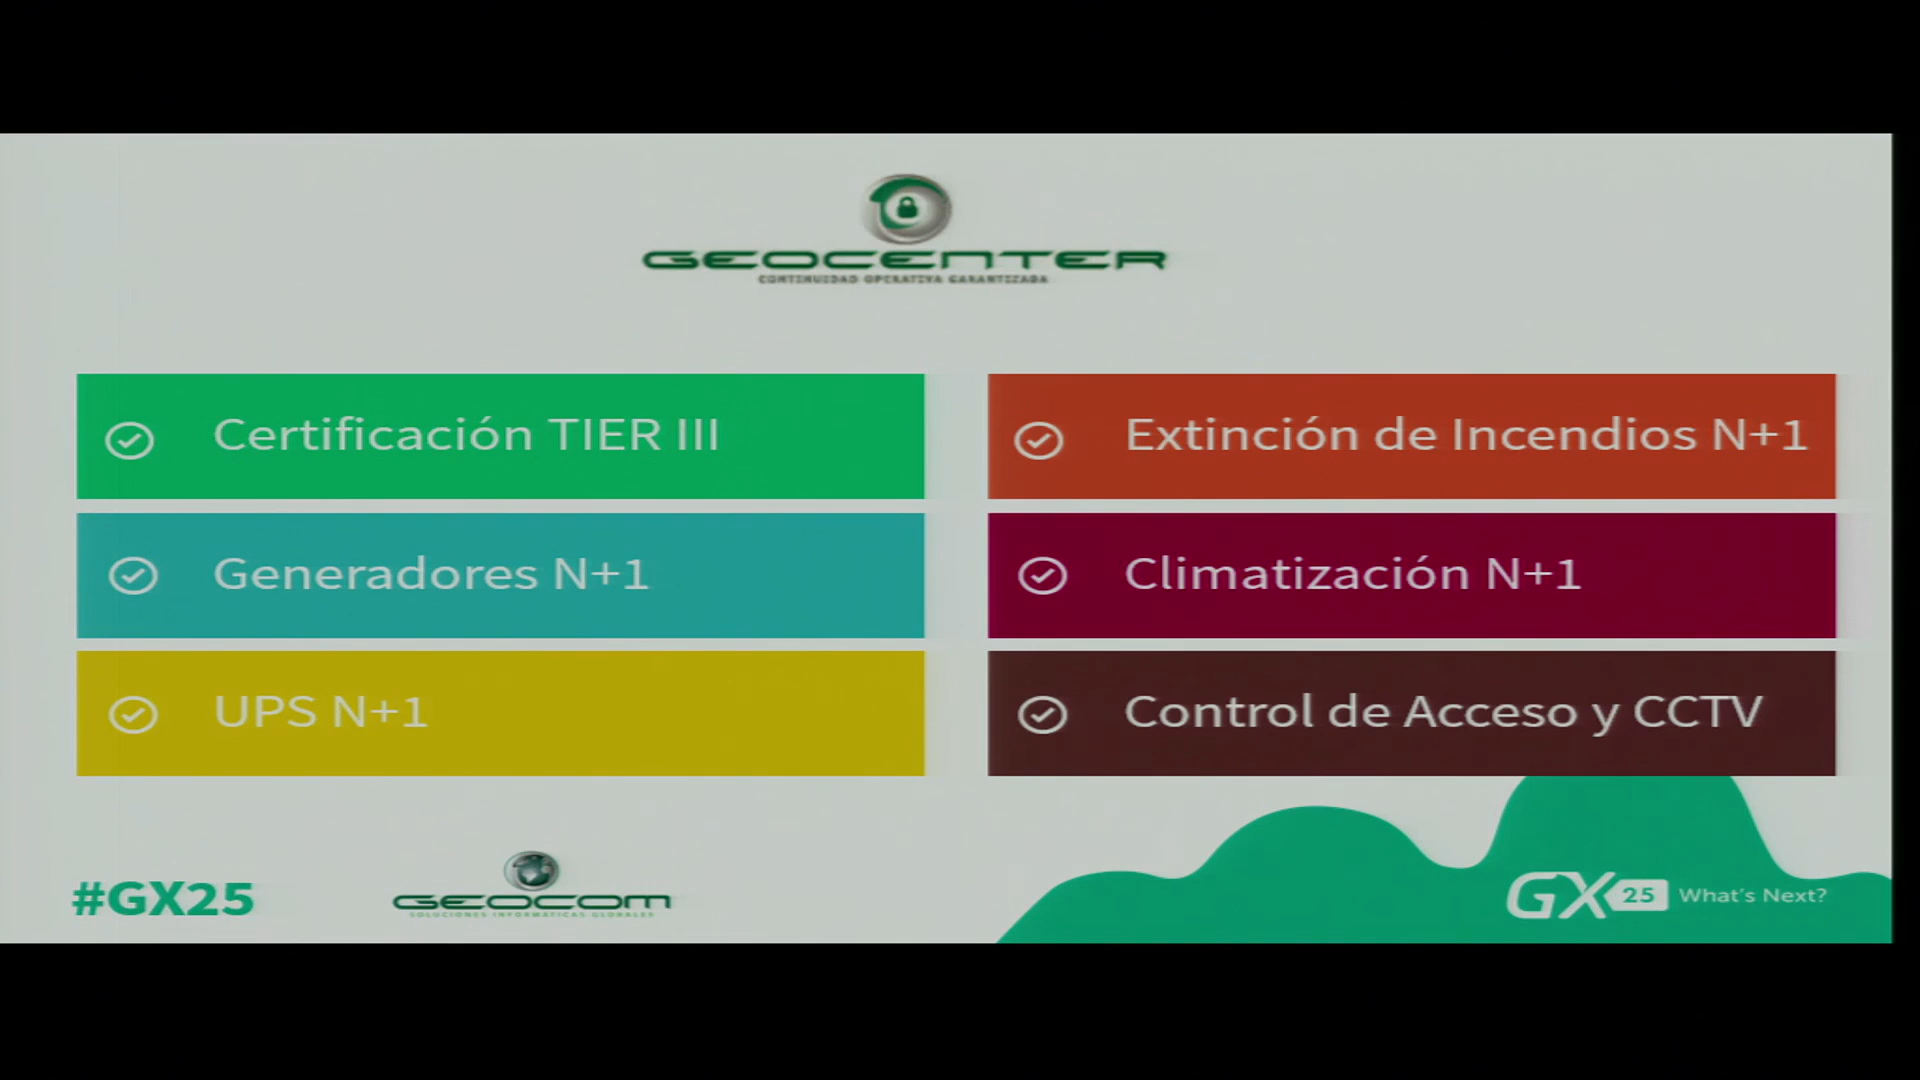 GEOCENTER
CONTINUIDAD OPERATIVA GARANTIZADA
Certificación TIER III
Generadores N+1
UPS N+1
Extinción de Incendios N+1
Climatización N+1
Control de Acceso y CCTV
#GX25
GEOCOM
SOLUCIONES INFORMÁTICAS GLOBALES
GX 25 What's Next?